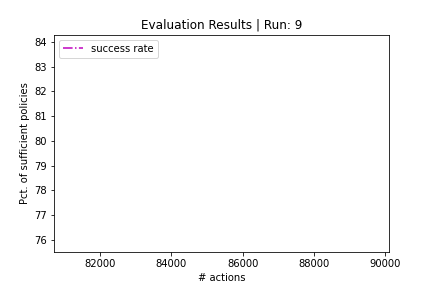 Evaluation Results | Run: 9
success rate
Pct. of sufficient policies
84
83
82
81
80
79
78
77
76
82000 84000 86000 88000 90000
# actions